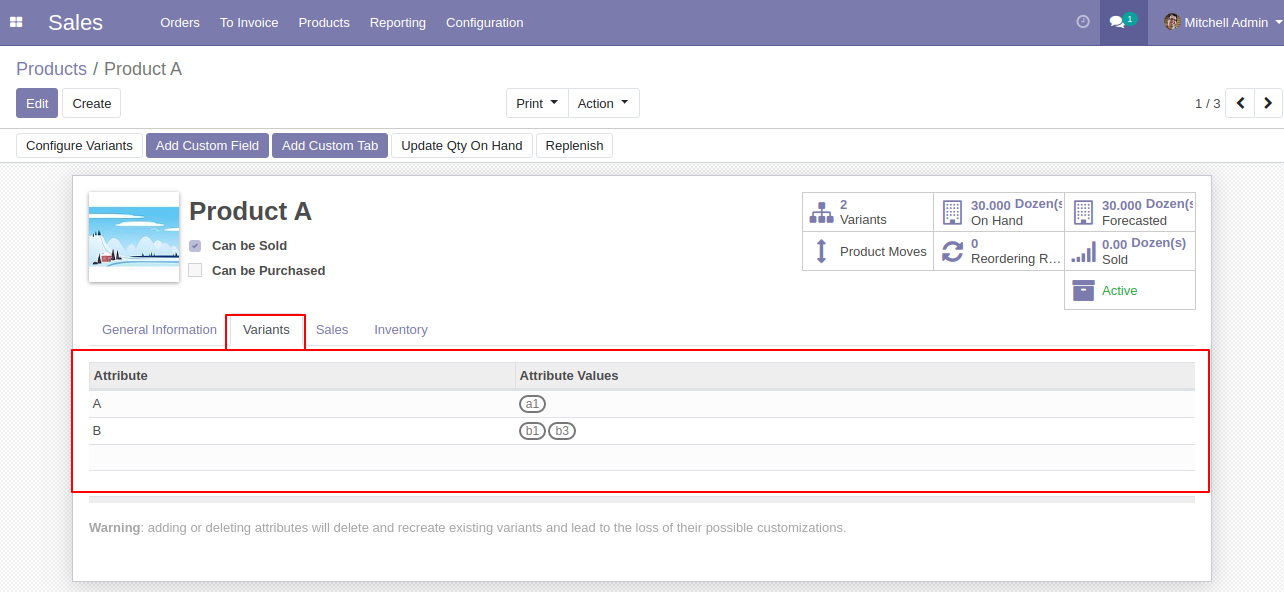 Sales Orders To Invoice Products Reporting Configuration 1 Mitchell Admin
Products / Product A
Edit Create Print Action 1 / 3
Configure Variants Add Custom Field Add Custom Tab Update Qty On Hand Replenish
Product A
Can be Sold
Can be Purchased
2
Variants
30.000 Dozen(s
On Hand
30.000 Dozen(s
Forecasted
Product Moves
0
Reordering R...
0.00 Dozen(s)
Sold
Active
General Information Variants Sales Inventory
Attribute Attribute Values
A a1
B b1 b3
Warning: adding or deleting attributes will delete and recreate existing variants and lead to the loss of their possible customizations.